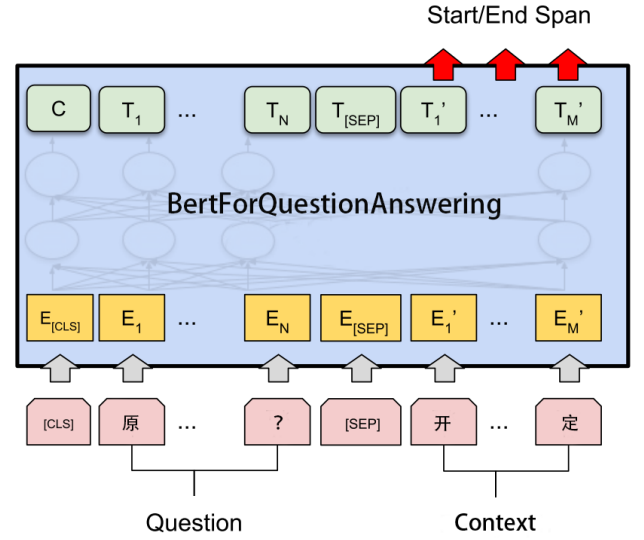 Start/End Span
C T1 ... TN T[SEP] T1' ... TM'
BertForQuestionAnswering
E[CLS] E1 ... EN E[SEP] E1' ... EM'
[CLS] 原 ... ? [SEP] 开 ... 定
Question Context